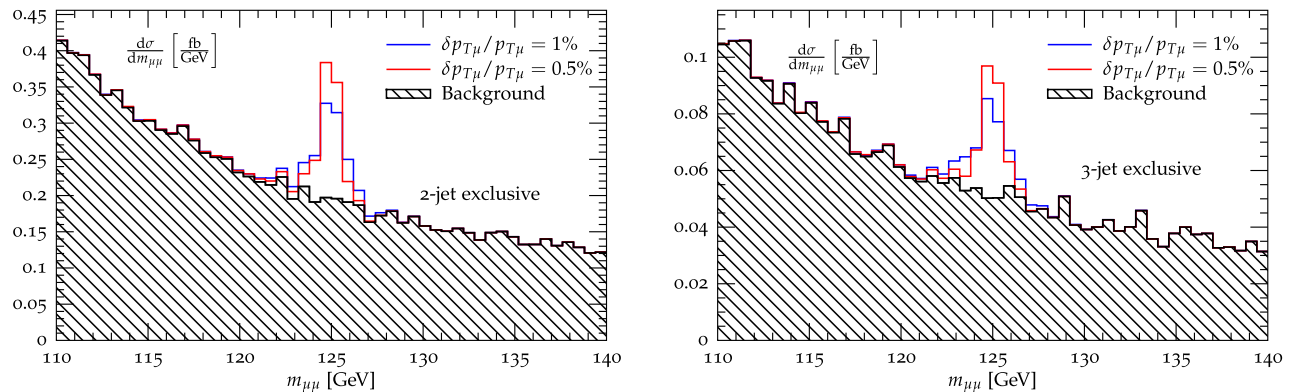 0.45
0.4
0.35
0.3
0.25
0.2
0.15
0.1
0.05
0
dσ/dm_μμ [fb/GeV]
δp_Tμ/p_Tμ = 1%
δp_Tμ/p_Tμ = 0.5%
Background
2-jet exclusive
110 115 120 125 130 135 140
m_μμ [GeV]
0.1
0.08
0.06
0.04
0.02
0
dσ/dm_μμ [fb/GeV]
δp_Tμ/p_Tμ = 1%
δp_Tμ/p_Tμ = 0.5%
Background
3-jet exclusive
110 115 120 125 130 135 140
m_μμ [GeV]